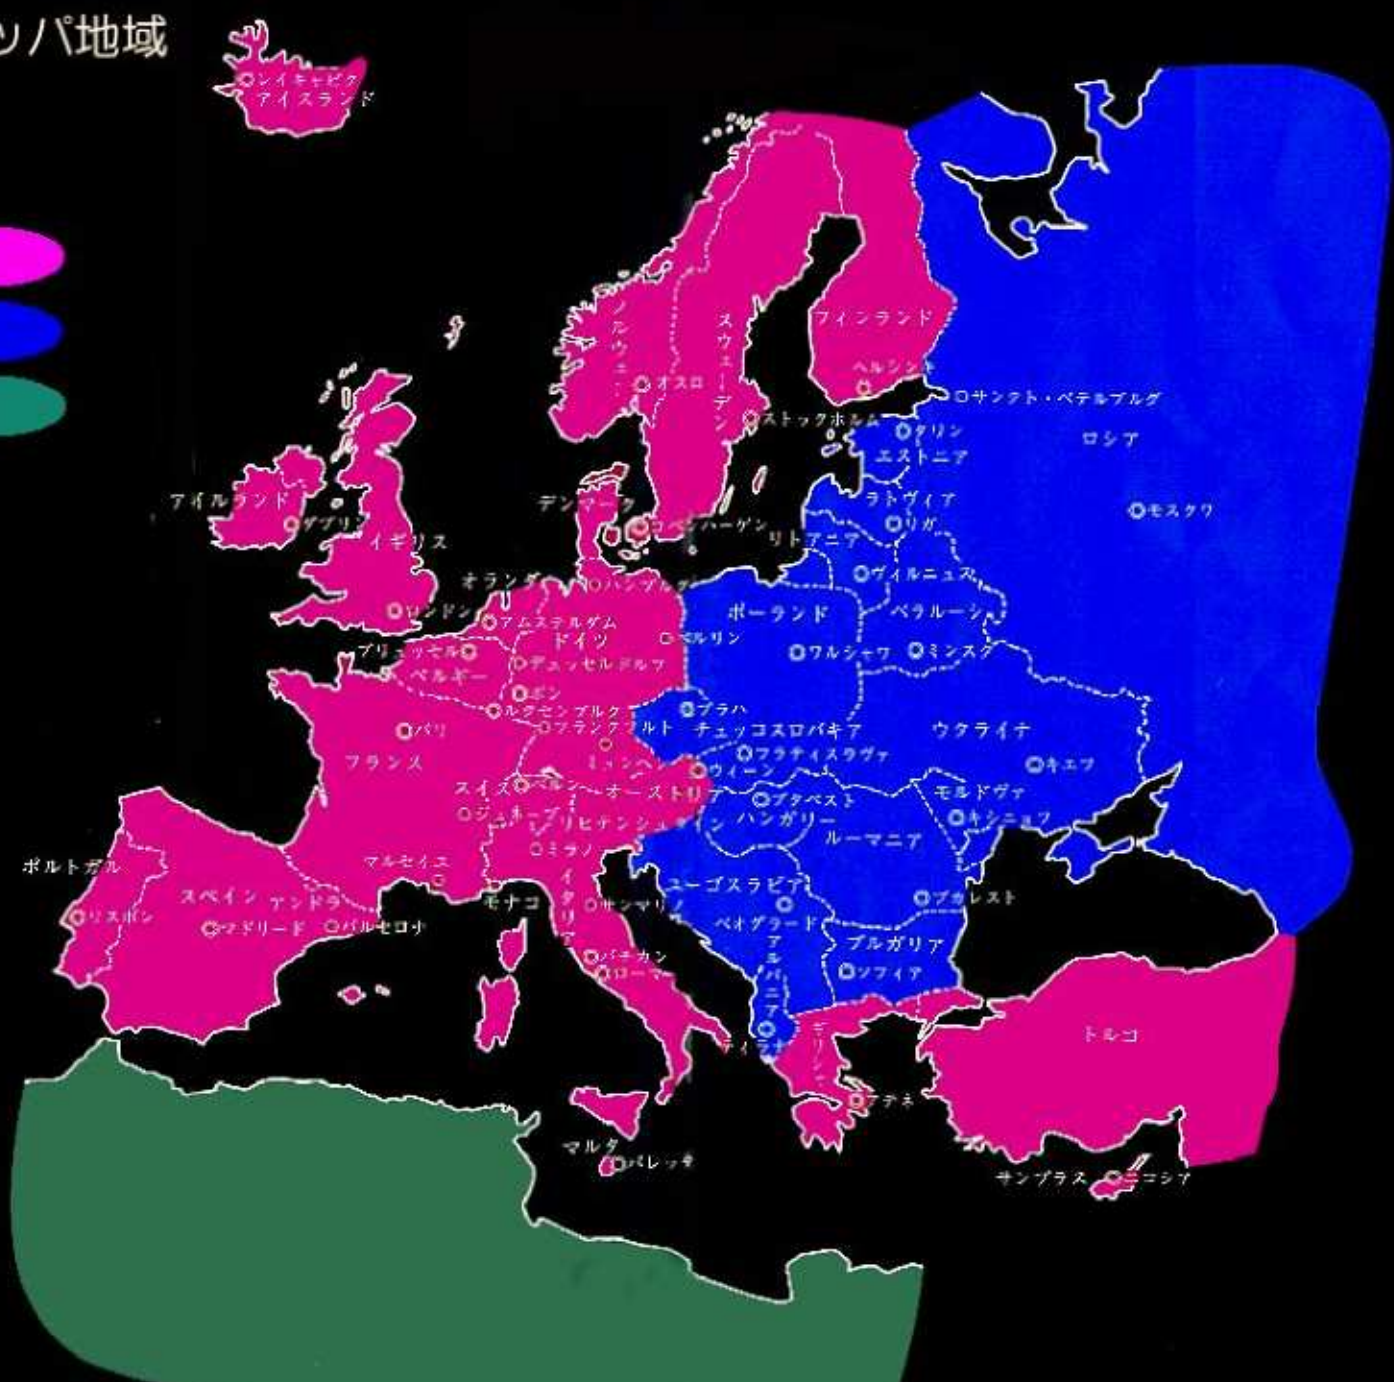 ッパ地域
レイキャビク
アイスランド
ノルウェー
スウェーデン
フィンランド
ヘルシンキ
オスロ
ストックホルム
サンクト・ペテルブルグ
タリン
エストニア
ロシア
アイルランド
ダブリン
デンマーク
コペンハーゲン
ラトヴィア
リガ
モスクワ
イギリス
リトアニア
オランダ
ハンブルグ
ヴィルニュス
ロンドン
アムステルダム
ドイツ
ベルリン
ポーランド
ベラルーシ
ブリュッセル
ベルギー
デュッセルドルフ
ワルシャワ
ミンスク
ボン
ルクセンブルク
プラハ
パリ
フランクフルト
チェッコスロバキア
ウクライナ
フランス
ミュンヘン
ウィーン
ブラティスラヴァ
キエフ
スイス
ベルン
オーストリア
ブダペスト
モルドヴァ
ジュネーブ
リヒテンシュタイン
ハンガリー
キシニョフ
ルーマニア
ミラノ
ポルトガル
マルセイユ
イタリア
ユーゴスラビア
スペイン
アンドラ
モナコ
サンマリノ
ブカレスト
リスボン
マドリード
バルセロナ
ベオグラード
アルバニア
ブルガリア
バチカン
ローマ
ソフィア
ティラナ
ギリシャ
トルコ
アテネ
マルタ
バレッタ
ニコシア